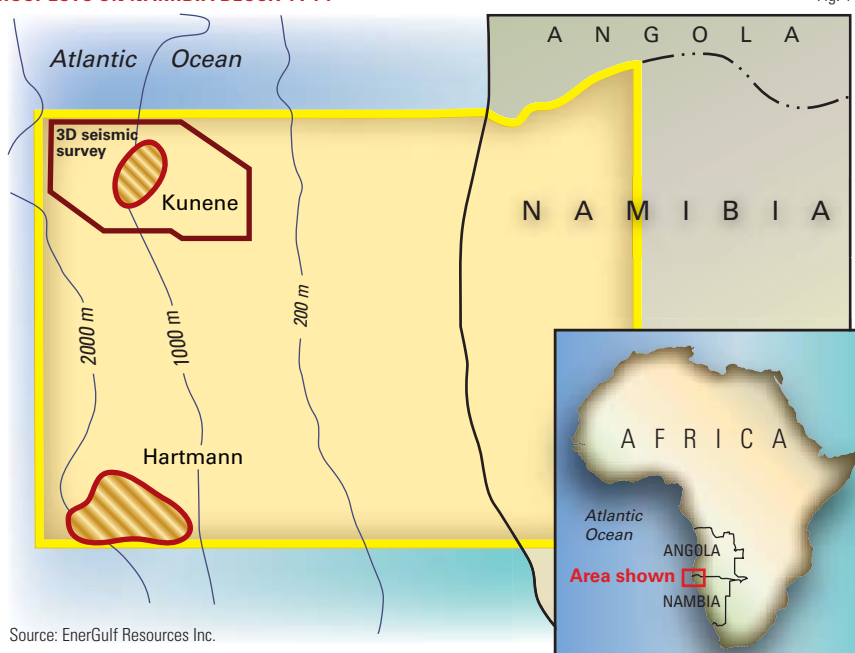 Atlantic Ocean
A N G O L A
3D seismic
survey
Kunene
N A M I B I A
2000 m
1000 m
200 m
Hartmann
A F R I C A
Atlantic
Ocean
ANGOLA
Area shown
NAMBIA
Source: EnerGulf Resources Inc.